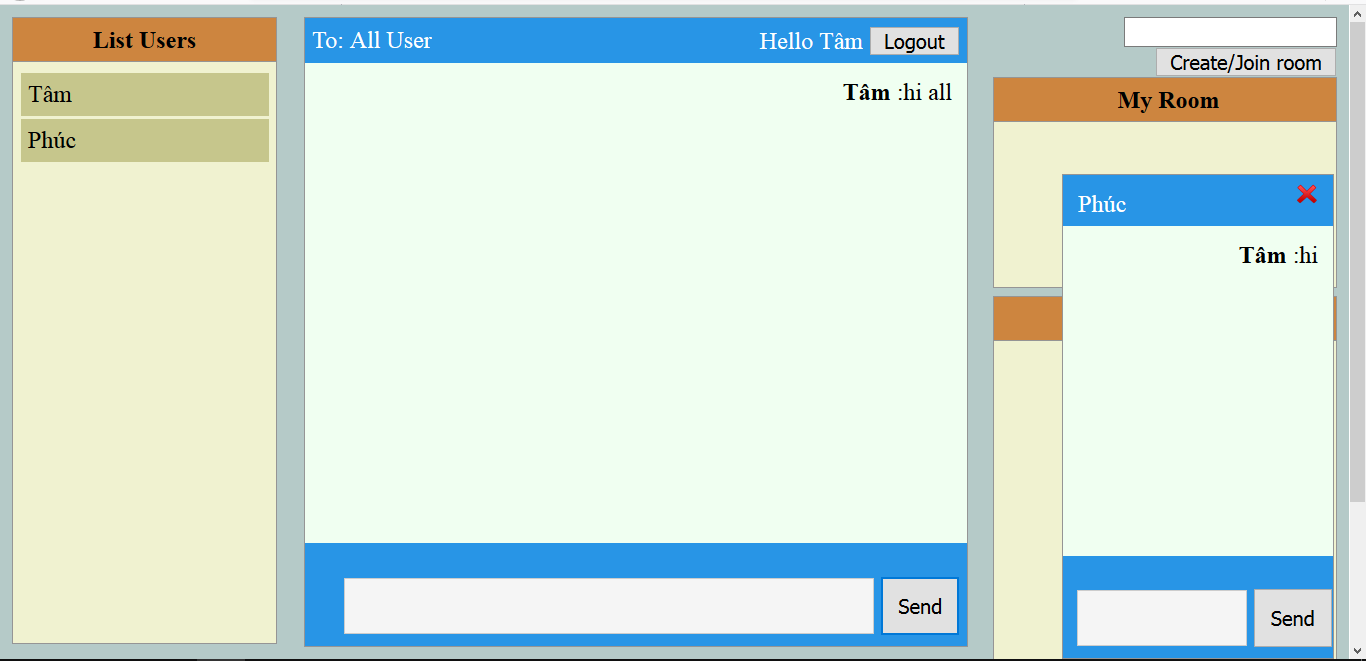 List Users
Tâm
Phúc
To: All User
Hello Tâm
Logout
Tâm :hi all
Send
Create/Join room
My Room
Phúc
Tâm :hi
Send